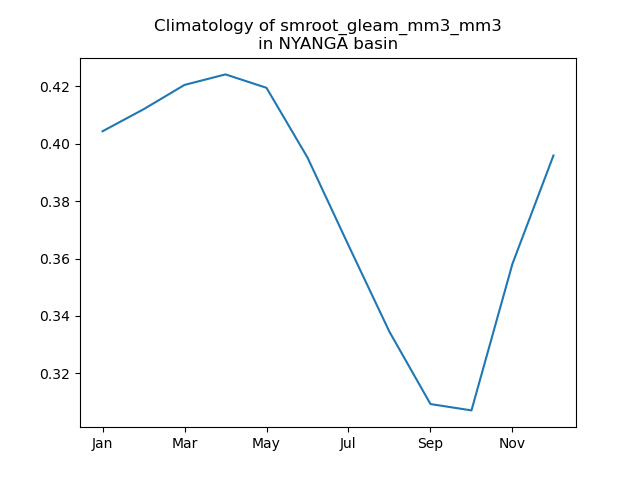 Climatology of smroot_gleam_mm3_mm3
in NYANGA basin
0.42
0.40
0.38
0.36
0.34
0.32
Jan Mar May Jul Sep Nov